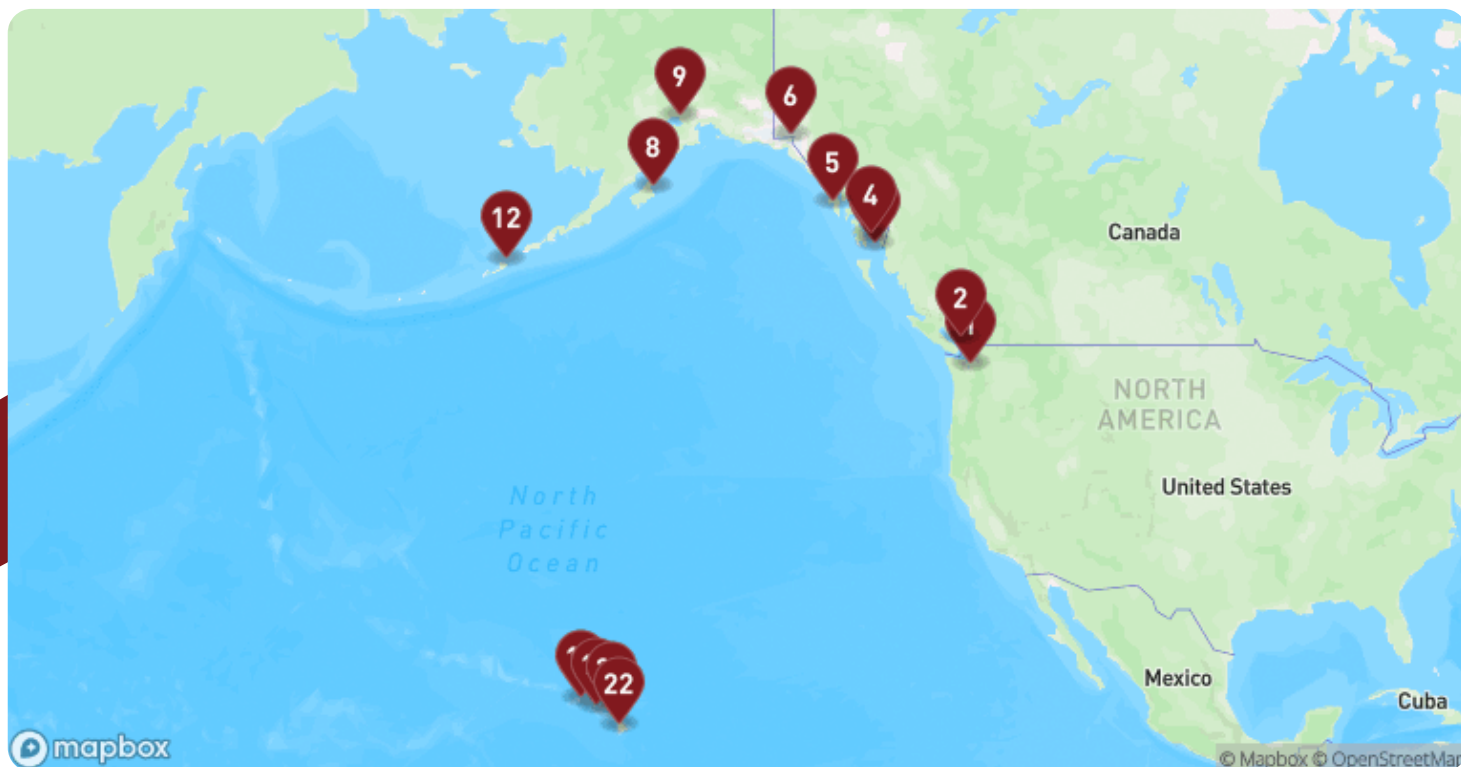 9
6
8
5
4
12
Canada
2
1
NORTH
AMERICA
United States
North
Pacific
Ocean
22
Mexico
Cuba
mapbox
© Mapbox © OpenStreetMap